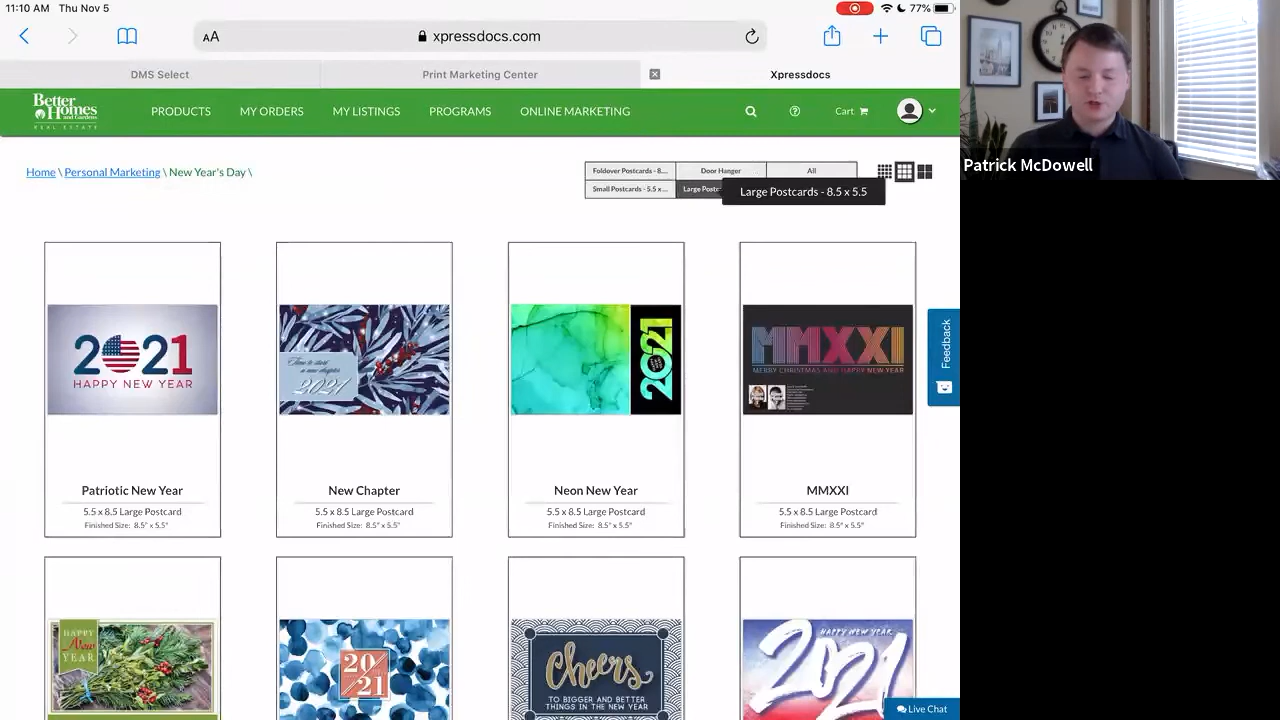 11:10 AM Thu Nov 5
77%
AA
xpressdocs.com
DMS Select
Print Marketing Center
Xpressdocs
Better
Homes
and Gardens
REAL ESTATE
PRODUCTS
MY ORDERS
MY LISTINGS
PROGRAMS
ONLINE MARKETING
Cart
Patrick McDowell
Home \ Personal Marketing \ New Year's Day \
Foldover Postcards - 8....
Door Hanger
All
Small Postcards - 5.5 x ...
Large Postc
Large Postcards - 8.5 x 5.5
Feedback
2021
HAPPY NEW YEAR
Time to start
a new chapter
2021
2021
MMXXI
MERRY CHRISTMAS AND HAPPY NEW YEAR
Patriotic New Year
5.5 x 8.5 Large Postcard
Finished Size: 8.5" x 5.5"
New Chapter
5.5 x 8.5 Large Postcard
Finished Size: 8.5" x 5.5"
Neon New Year
5.5 x 8.5 Large Postcard
Finished Size: 8.5" x 5.5"
MMXXI
5.5 x 8.5 Large Postcard
Finished Size: 8.5" x 5.5"
HAPPY
New
YEAR
20
21
Cheers
TO BIGGER AND BETTER
THINGS IN THE NEW YEAR
HAPPY NEW YEAR
2021
Live Chat